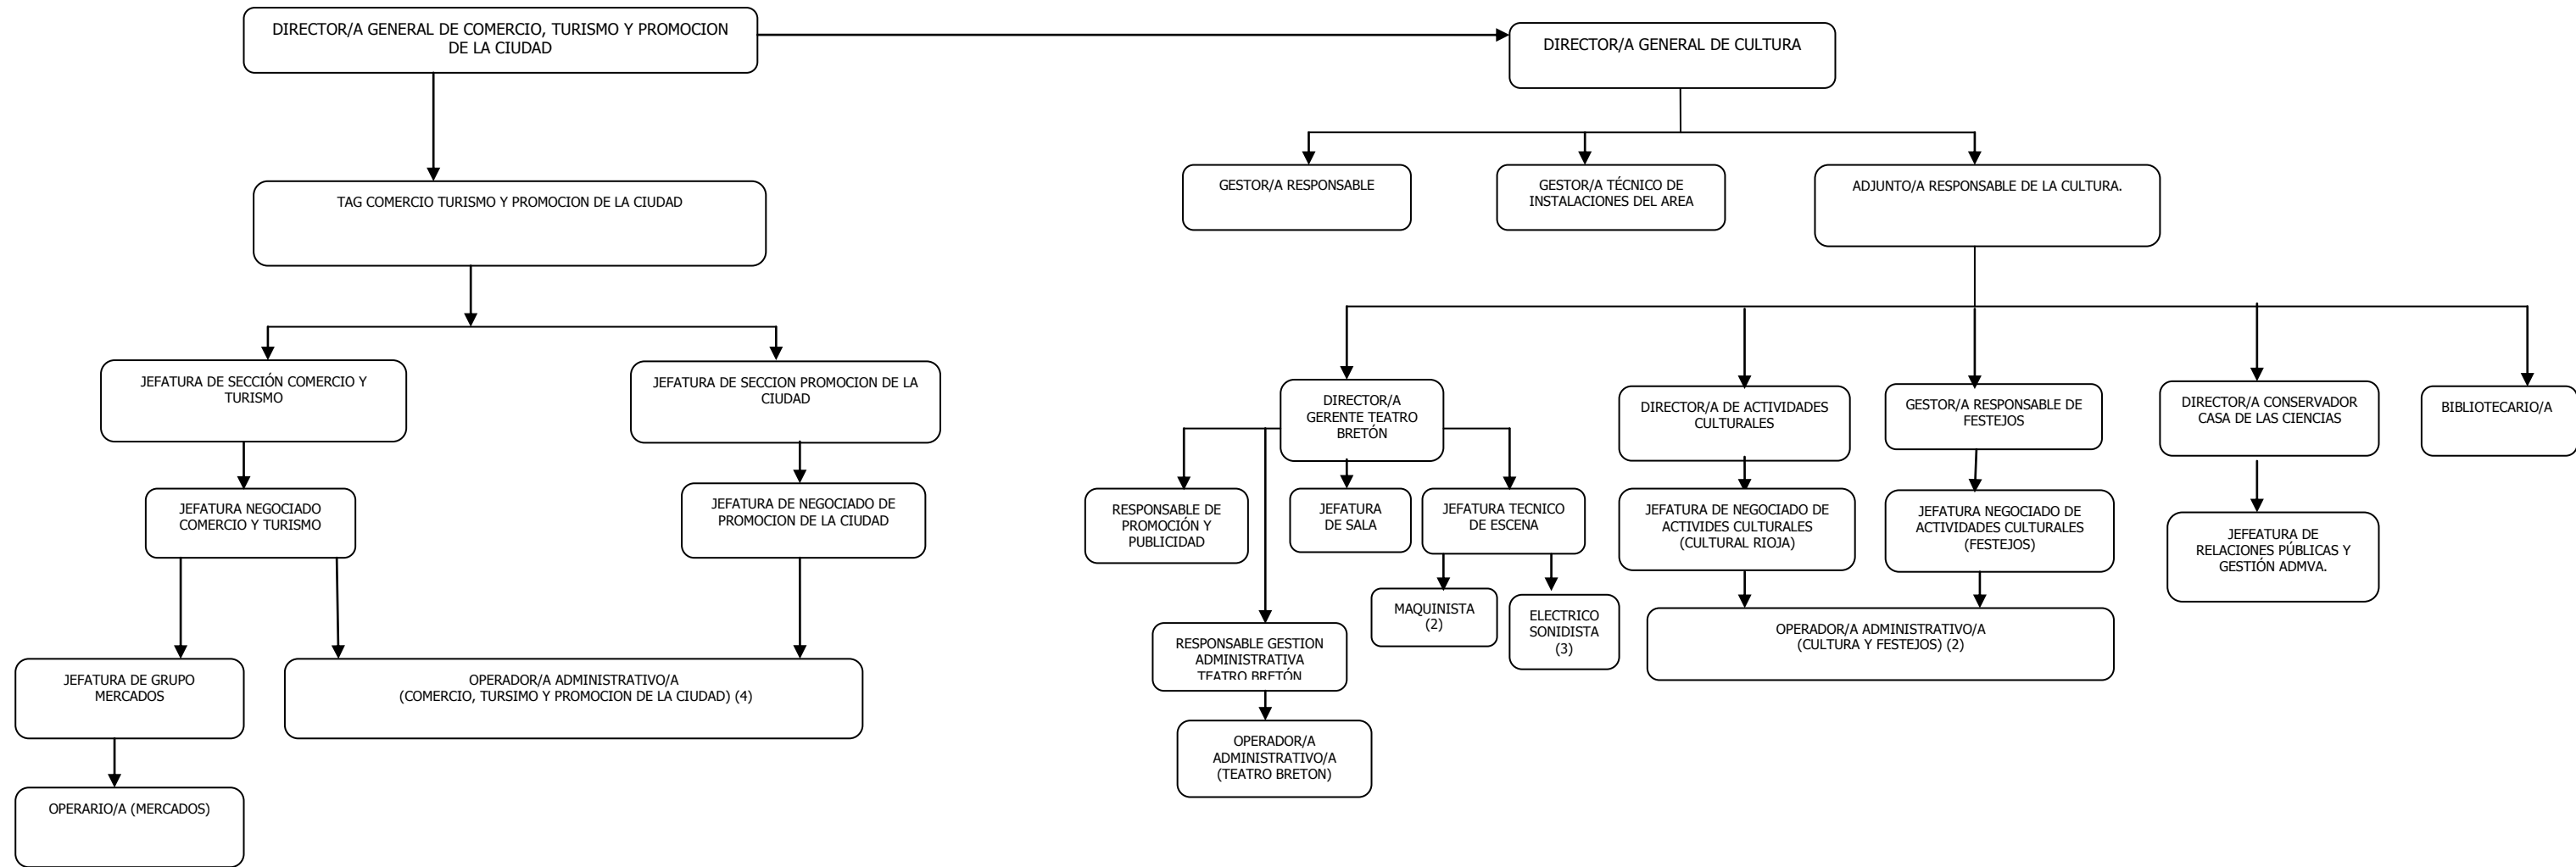 DIRECTOR/A GENERAL DE COMERCIO, TURISMO Y PROMOCION
DE LA CIUDAD
DIRECTOR/A GENERAL DE CULTURA
TAG COMERCIO TURISMO Y PROMOCION DE LA CIUDAD
GESTOR/A RESPONSABLE
GESTOR/A TÉCNICO DE
INSTALACIONES DEL AREA
ADJUNTO/A RESPONSABLE DE LA CULTURA.
JEFATURA DE SECCIÓN COMERCIO Y
TURISMO
JEFATURA DE SECCION PROMOCION DE LA
CIUDAD
DIRECTOR/A
GERENTE TEATRO
BRETÓN
DIRECTOR/A DE ACTIVIDADES
CULTURALES
GESTOR/A RESPONSABLE DE
FESTEJOS
DIRECTOR/A CONSERVADOR
CASA DE LAS CIENCIAS
BIBLIOTECARIO/A
JEFATURA NEGOCIADO
COMERCIO Y TURISMO
JEFATURA DE NEGOCIADO DE
PROMOCION DE LA CIUDAD
RESPONSABLE DE
PROMOCIÓN Y
PUBLICIDAD
JEFATURA
DE SALA
JEFATURA TECNICO
DE ESCENA
JEFATURA DE NEGOCIADO DE
ACTIVIDES CULTURALES
(CULTURAL RIOJA)
JEFATURA NEGOCIADO DE
ACTIVIDADES CULTURALES
(FESTEJOS)
JEFEATURA DE
RELACIONES PÚBLICAS Y
GESTIÓN ADMVA.
MAQUINISTA
(2)
ELECTRICO
SONIDISTA
(3)
OPERADOR/A ADMINISTRATIVO/A
(CULTURA Y FESTEJOS) (2)
RESPONSABLE GESTION
ADMINISTRATIVA
TEATRO BRETÓN
JEFATURA DE GRUPO
MERCADOS
OPERADOR/A ADMINISTRATIVO/A
(COMERCIO, TURSIMO Y PROMOCION DE LA CIUDAD) (4)
OPERADOR/A
ADMINISTRATIVO/A
(TEATRO BRETON)
OPERARIO/A (MERCADOS)